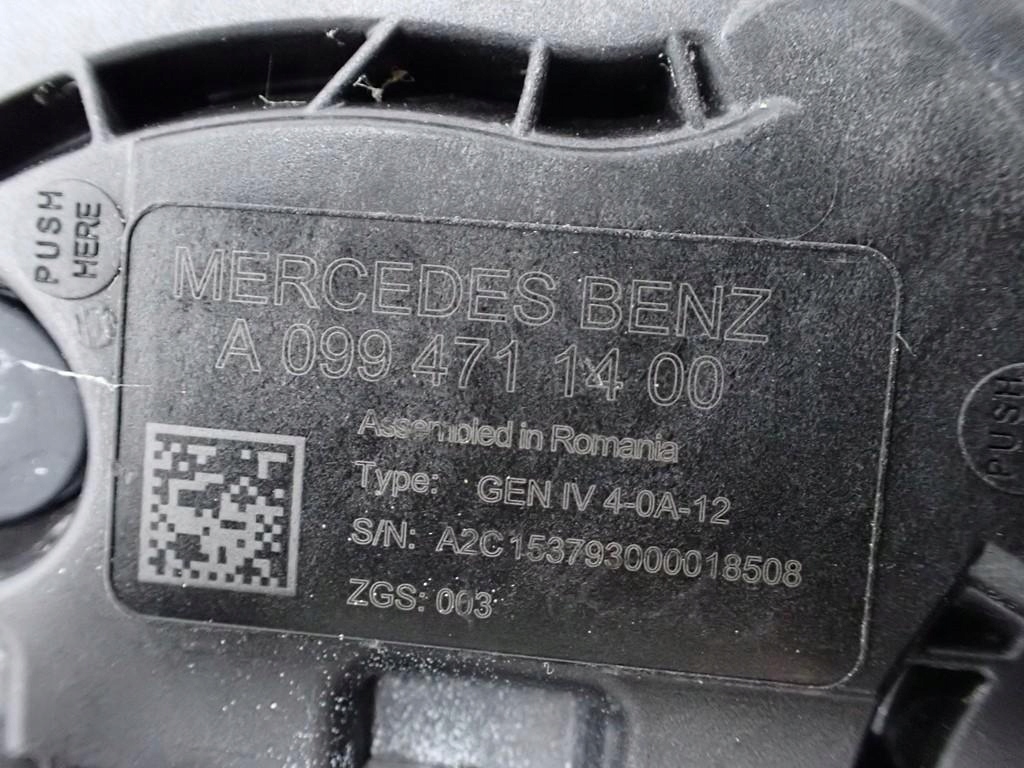 PUSH
HERE
MERCEDES BENZ
A 099 471 14 00
Assembled in Romania
Type: GEN IV 4-0A-12
S/N: A2C153793000018508
ZGS: 003
PUSH